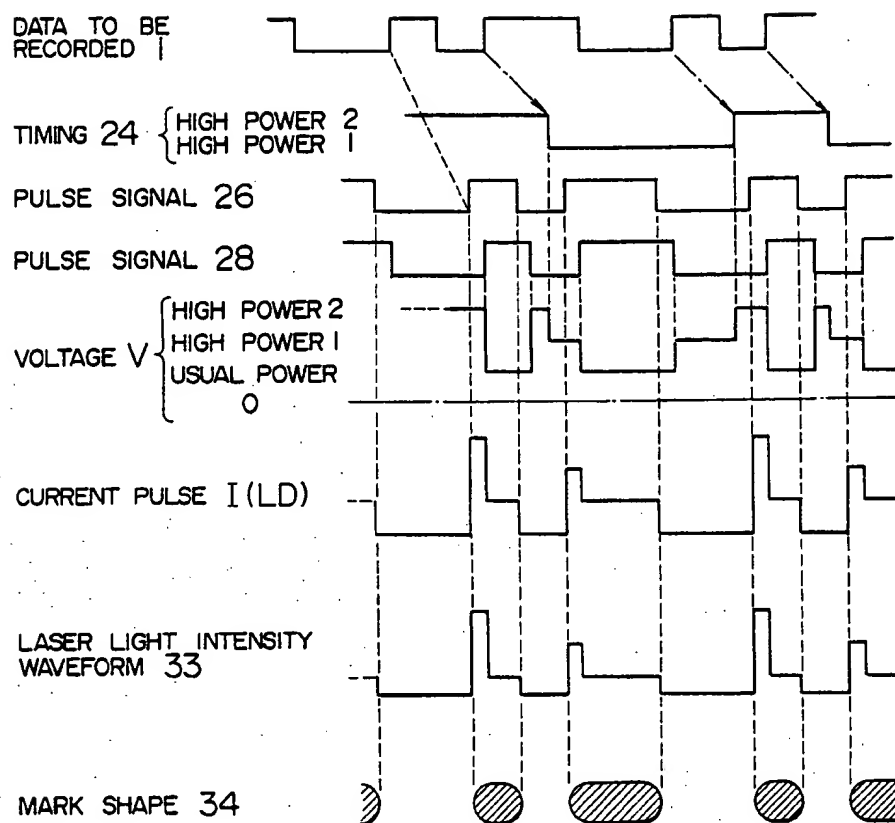 DATA TO BE
RECORDED 1
TIMING 24 { HIGH POWER 2
HIGH POWER 1
PULSE SIGNAL 26
PULSE SIGNAL 28
VOLTAGE V { HIGH POWER 2
HIGH POWER 1
USUAL POWER
0
CURRENT PULSE I (LD)
LASER LIGHT INTENSITY
WAVEFORM 33
MARK SHAPE 34